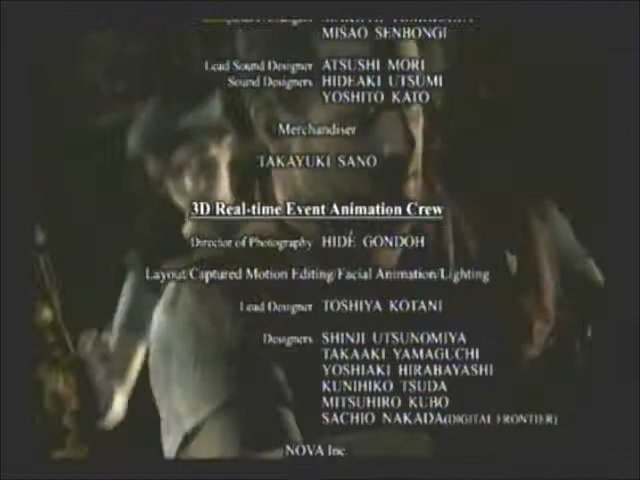 MISAO SENBONGI
Lead Sound Designer ATSUSHI MORI
Sound Designers HIDEAKI UTSUMI
YOSHITO KATO
Merchandiser
TAKAYUKI SANO
3D Real-time Event Animation Crew
Director of Photography HIDÉ GONDOH
Layout/Captured Motion Editing/Facial Animation/Lighting
Lead Designer TOSHIYA KOTANI
Designers SHINJI UTSUNOMIYA
TAKAAKI YAMAGUCHI
YOSHIAKI HIRABAYASHI
KUNIHIKO TSUDA
MITSUHIRO KUBO
SACHIO NAKADA(DIGITAL FRONTIER)
NOVA Inc